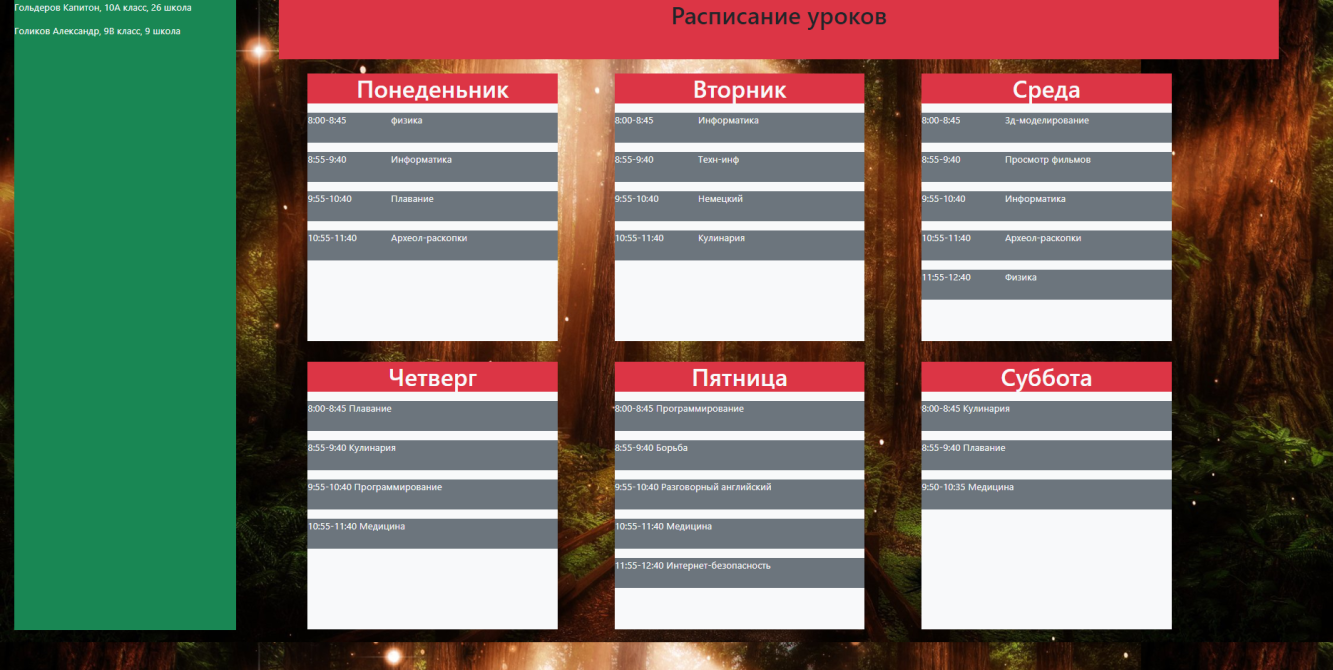 Гольдеров Капитон, 10А класс, 26 школа
Голиков Александр, 9В класс, 9 школа
Расписание уроков
Понеденьник
8:00-8:45 физика
8:55-9:40 Информатика
9:55-10:40 Плавание
10:55-11:40 Археол-раскопки
Вторник
8:00-8:45 Информатика
8:55-9:40 Техн-инф
9:55-10:40 Немецкий
10:55-11:40 Кулинария
Среда
8:00-8:45 3д-моделирование
8:55-9:40 Просмотр фильмов
9:55-10:40 Информатика
10:55-11:40 Археол-раскопки
11:55-12:40 Физика
Четверг
8:00-8:45 Плавание
8:55-9:40 Кулинария
9:55-10:40 Программирование
10:55-11:40 Медицина
Пятница
8:00-8:45 Программирование
8:55-9:40 Борьба
9:55-10:40 Разговорный английский
10:55-11:40 Медицина
11:55-12:40 Интернет-безопасность
Суббота
8:00-8:45 Кулинария
8:55-9:40 Плавание
9:50-10:35 Медицина